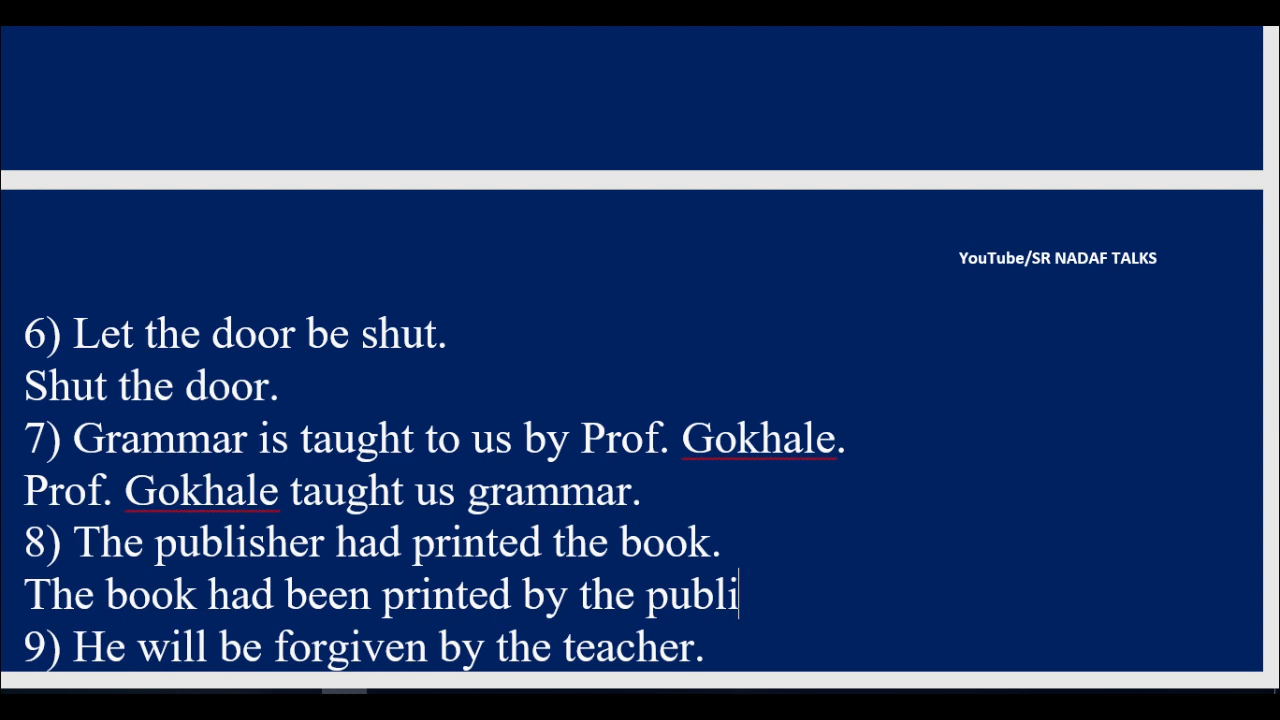 YouTube/SR NADAF TALKS
6) Let the door be shut.
Shut the door.
7) Grammar is taught to us by Prof. Gokhale.
Prof. Gokhale taught us grammar.
8) The publisher had printed the book.
The book had been printed by the publi
9) He will be forgiven by the teacher.